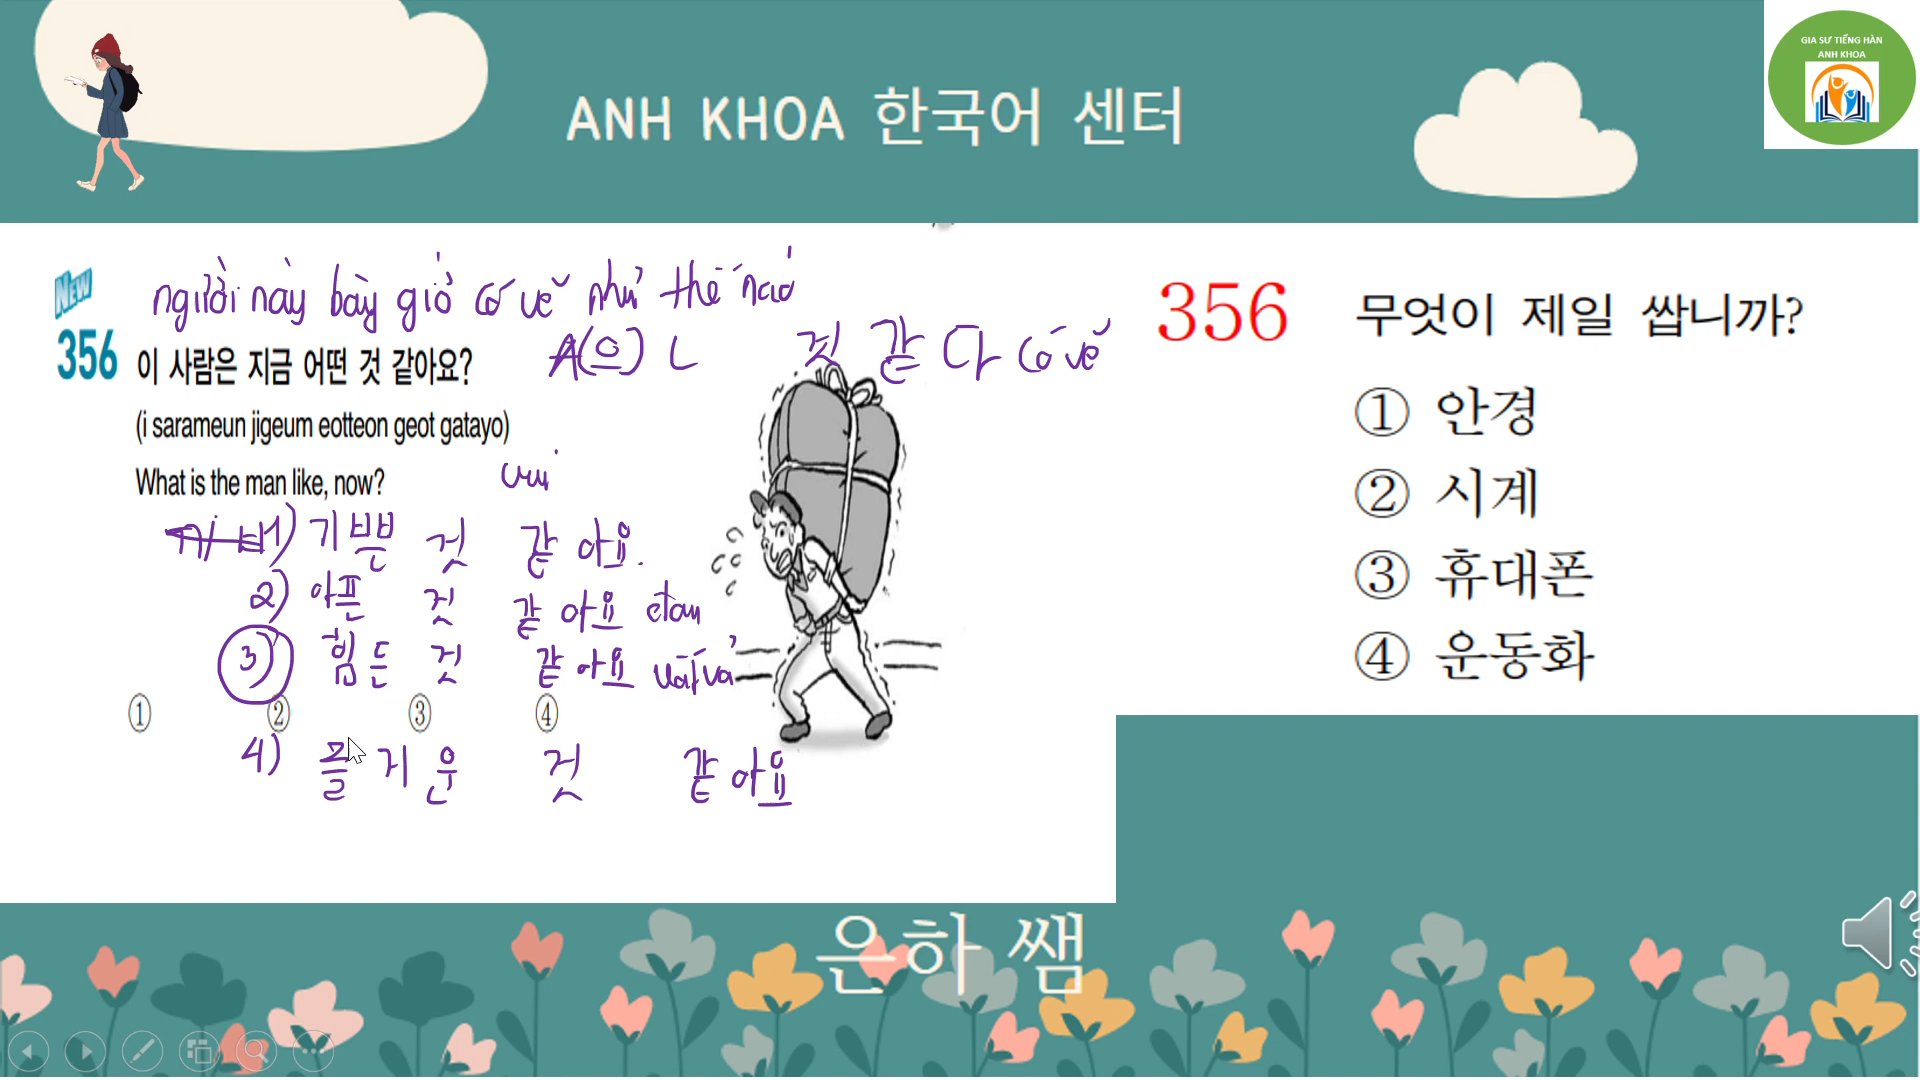 GIA SƯ TIẾNG HÀN
ANH KHOA
ANH KHOA 한국어 센터
New
người này bây giờ có vẻ như thế nào
A(으)ㄴ 것 같다 có vẻ
356 이 사람은 지금 어떤 것 같아요?
(i sarameun jigeum eotteon geot gatayo)
What is the man like, now?
vui
1) 기쁜 것 같아요.
2) 아픈 것 같아요 đau
3) 힘든 것 같아요 vất vả
① ② ③ ④
4) 즐거운 것 같아요
356 무엇이 제일 쌉니까?
① 안경
② 시계
③ 휴대폰
④ 운동화
은하 쌤